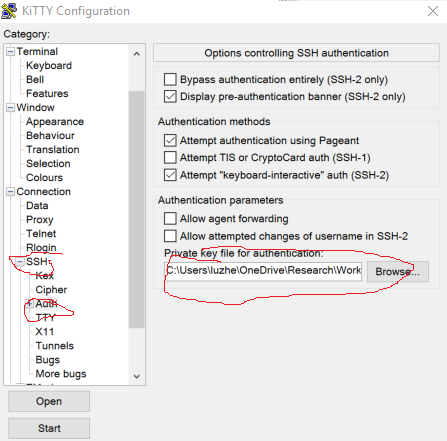 KiTTY Configuration
Category:
Terminal
Keyboard
Bell
Features
Window
Appearance
Behaviour
Translation
Selection
Colours
Connection
Data
Proxy
Telnet
Rlogin
SSH
Kex
Cipher
Auth
TTY
X11
Tunnels
Bugs
More bugs
Options controlling SSH authentication
Bypass authentication entirely (SSH-2 only)
Display pre-authentication banner (SSH-2 only)
Authentication methods
Attempt authentication using Pageant
Attempt TIS or CryptoCard auth (SSH-1)
Attempt "keyboard-interactive" auth (SSH-2)
Authentication parameters
Allow agent forwarding
Allow attempted changes of username in SSH-2
Private key file for authentication:
C:\Users\luzhe\OneDrive\Research\Work
Browse...
Open
Start